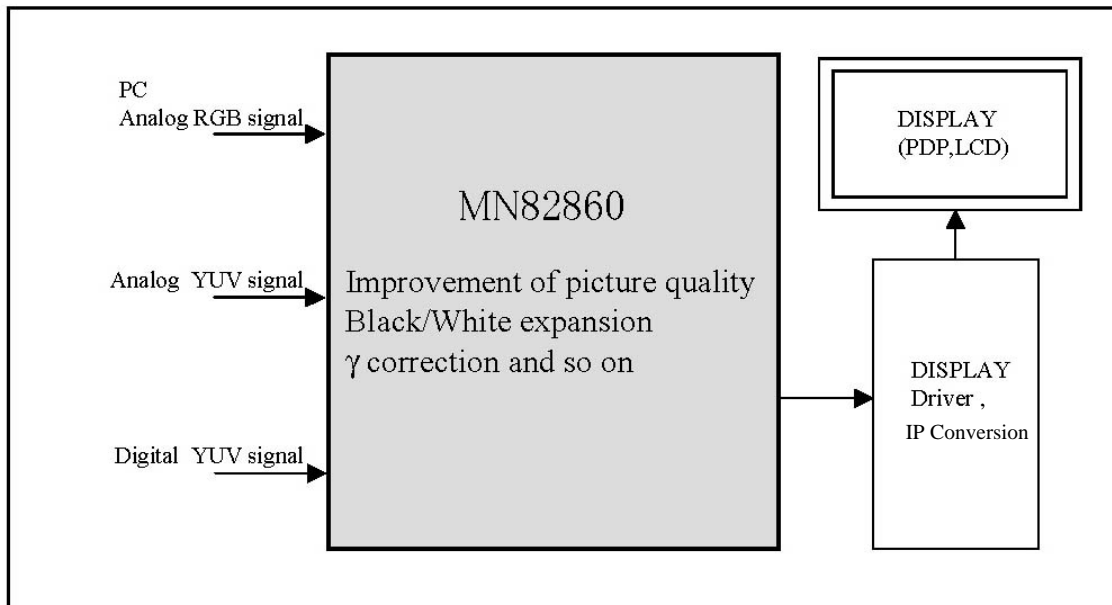 PC
Analog RGB signal
Analog YUV signal
Digital YUV signal
MN82860
Improvement of picture quality
Black/White expansion
γ correction and so on
DISPLAY
(PDP,LCD)
DISPLAY
Driver ,
IP Conversion